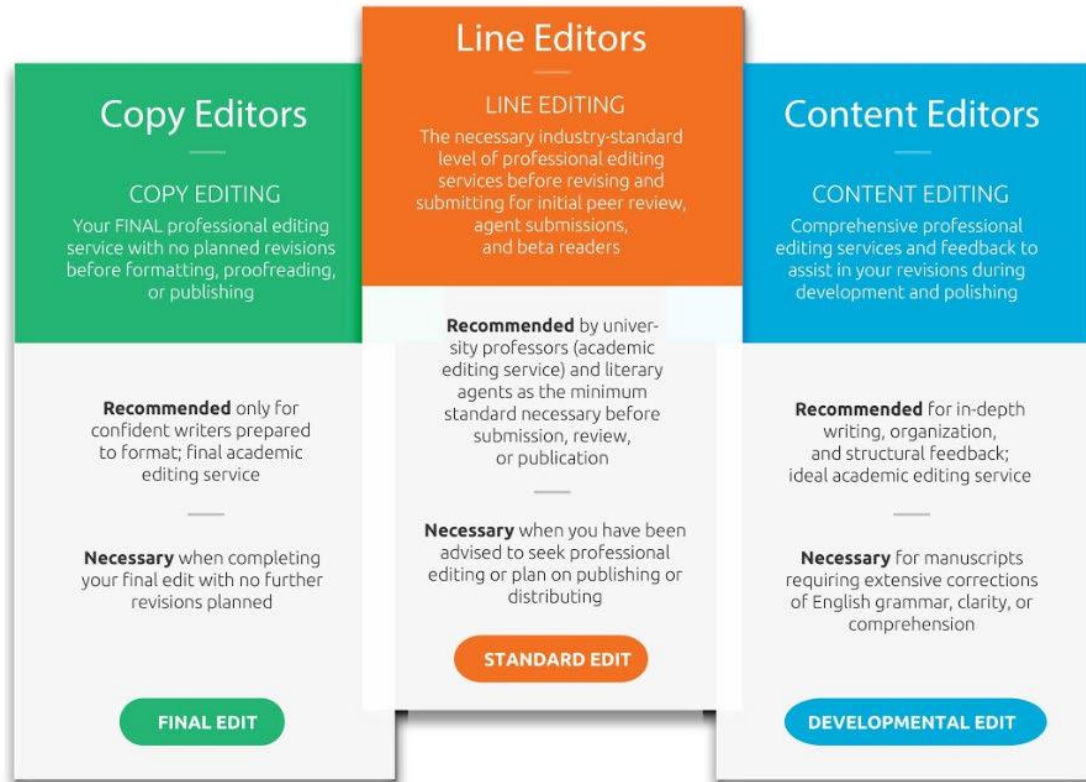 Copy Editors
COPY EDITING
Your FINAL professional editing
service with no planned revisions
before formatting, proofreading,
or publishing
Recommended only for
confident writers prepared
to format; final academic
editing service
Necessary when completing
your final edit with no further
revisions planned
FINAL EDIT
Line Editors
LINE EDITING
The necessary industry-standard
level of professional editing
services before revising and
submitting for initial peer review,
agent submissions,
and beta readers
Recommended by univer-
sity professors (academic
editing service) and literary
agents as the minimum
standard necessary before
submission, review,
or publication
Necessary when you have been
advised to seek professional
editing or plan on publishing or
distributing
STANDARD EDIT
Content Editors
CONTENT EDITING
Comprehensive professional
editing services and feedback to
assist in your revisions during
development and polishing
Recommended for in-depth
writing, organization,
and structural feedback;
ideal academic editing service
Necessary for manuscripts
requiring extensive corrections
of English grammar, clarity, or
comprehension
DEVELOPMENTAL EDIT